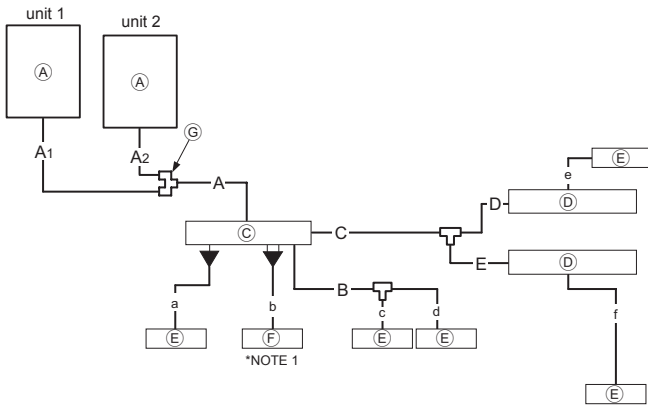 unit 1
unit 2
Ⓐ
Ⓐ
Ⓖ
A1
A2
A
Ⓔ
e
D
Ⓓ
Ⓒ
C
E
Ⓓ
a
b
B
c
d
f
Ⓔ
Ⓕ
Ⓔ
Ⓔ
*NOTE 1
Ⓔ